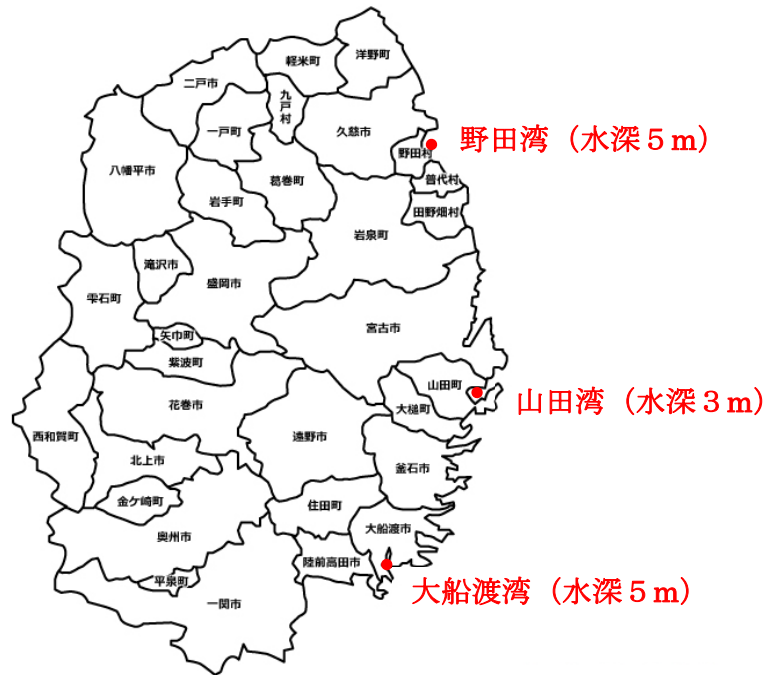 洋野町
軽米町
二戸市
九戸村
一戸町
久慈市
野田湾（水深５ｍ）
野田村
八幡平市
葛巻町
普代村
岩手町
田野畑村
岩泉町
滝沢市
盛岡市
雫石町
宮古市
矢巾町
紫波町
山田町
山田湾（水深３ｍ）
花巻市
大槌町
西和賀町
遠野市
北上市
釜石市
金ケ崎町
住田町
大船渡市
奥州市
陸前高田市
平泉町
大船渡湾（水深５ｍ）
一関市